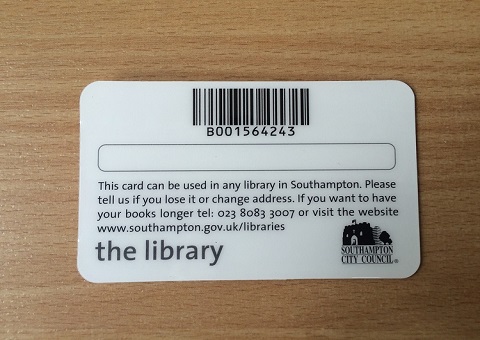 B001564243
This card can be used in any library in Southampton. Please
tell us if you lose it or change address. If you want to have
your books longer tel: 023 8083 3007 or visit the website
www.southampton.gov.uk/libraries
the library
SOUTHAMPTON
CITY COUNCIL®